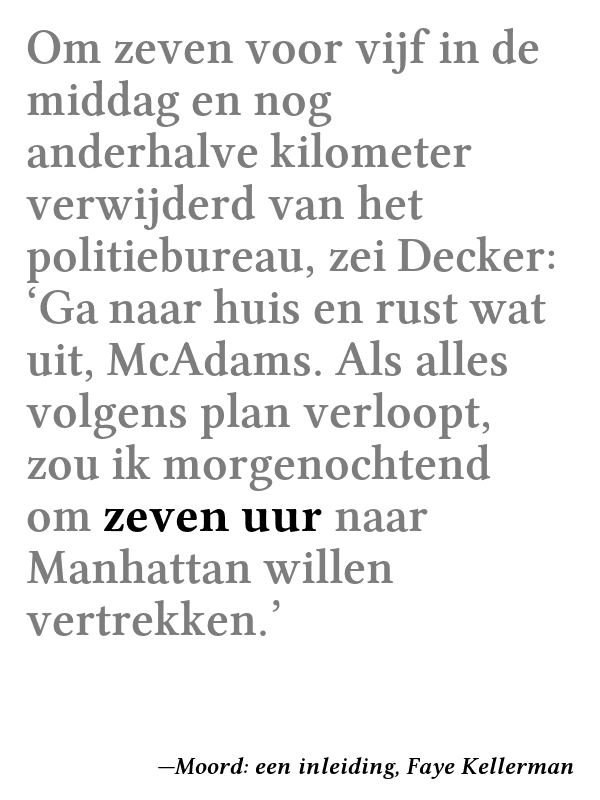 Om zeven voor vijf in de
middag en nog
anderhalve kilometer
verwijderd van het
politiebureau, zei Decker:
‘Ga naar huis en rust wat
uit, McAdams. Als alles
volgens plan verloopt,
zou ik morgenochtend
om zeven uur naar
Manhattan willen
vertrekken.’
—Moord: een inleiding, Faye Kellerman